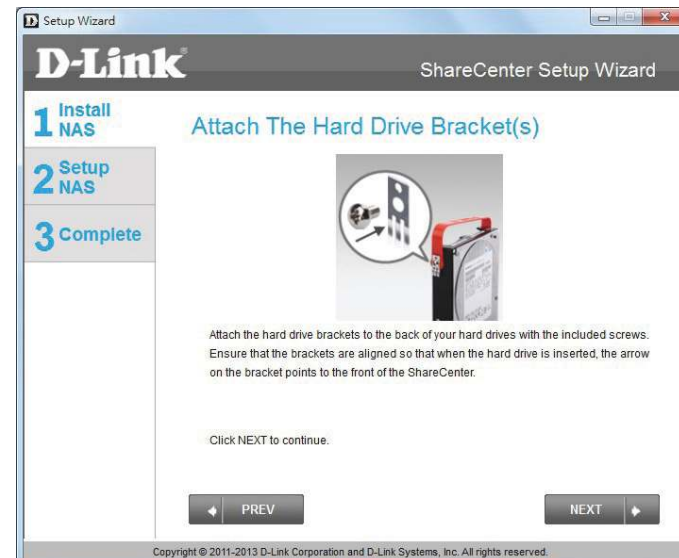 Setup Wizard
D-Link
ShareCenter Setup Wizard
1 Install
NAS
2 Setup
NAS
3 Complete
Attach The Hard Drive Bracket(s)
Attach the hard drive brackets to the back of your hard drives with the included screws.
Ensure that the brackets are aligned so that when the hard drive is inserted, the arrow
on the bracket points to the front of the ShareCenter.
Click NEXT to continue.
PREV
NEXT
Copyright © 2011-2013 D-Link Corporation and D-Link Systems, Inc. All rights reserved.